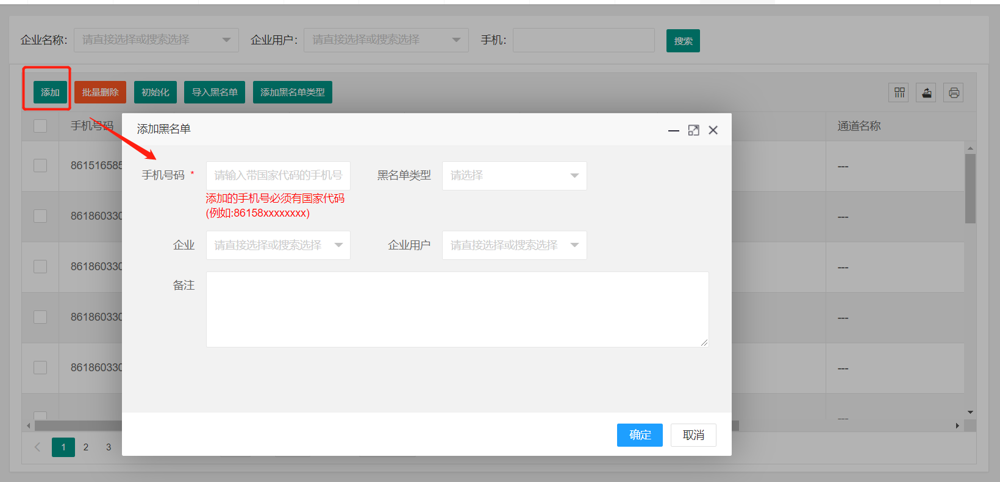 企业名称: 请直接选择或搜索选择 企业用户: 请直接选择或搜索选择 手机: 搜索
添加 批量删除 初始化 导入黑名单 添加黑名单类型
手机号码 通道名称
添加黑名单
86151658 ---
手机号码 * 请输入带国家代码的手机号 黑名单类型 请选择
添加的手机号必须有国家代码
(例如:86158xxxxxxxx)
8618603 ---
企业 请直接选择或搜索选择 企业用户 请直接选择或搜索选择
8618603 ---
备注
8618603 ---
8618603 ---
---
确定 取消
1 2 3